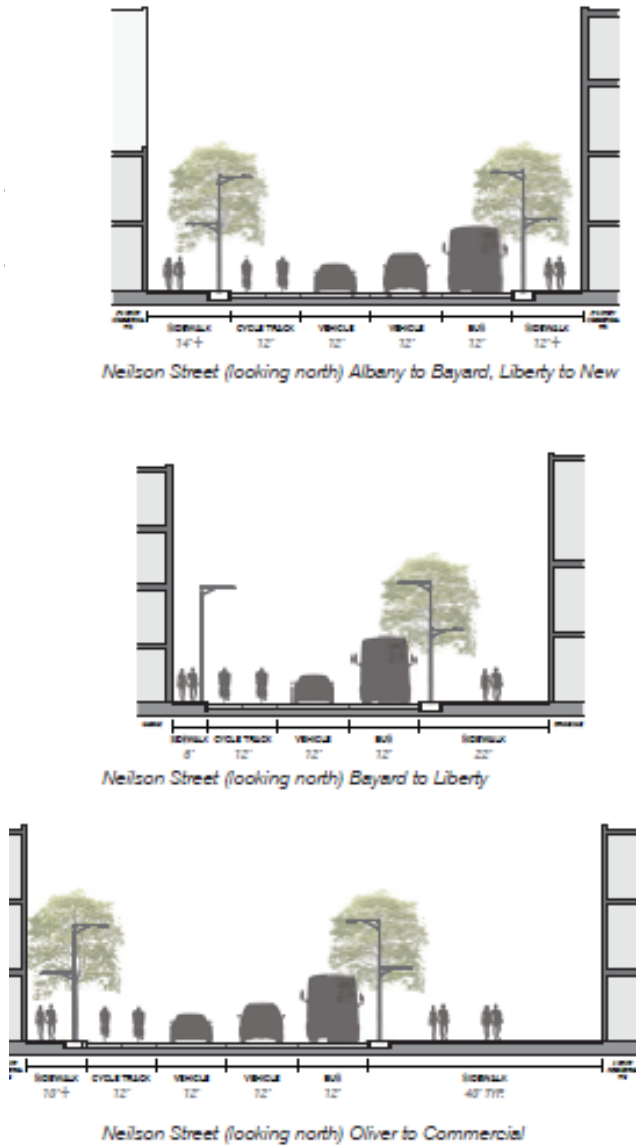 SIDEWALK CYCLE TRACK VEHICLE VEHICLE BUS SIDEWALK
14"+ 12" 12" 12" 12" 12"+
Neilson Street (looking north) Albany to Bayard, Liberty to New
SIDEWALK CYCLE TRACK VEHICLE BUS SIDEWALK
12" 12" 12" 22"
Neilson Street (looking north) Bayard to Liberty
SIDEWALK CYCLE TRACK VEHICLE VEHICLE BUS SIDEWALK
12" 12" 12" 12" TYP.
Neilson Street (looking north) Oliver to Commercial